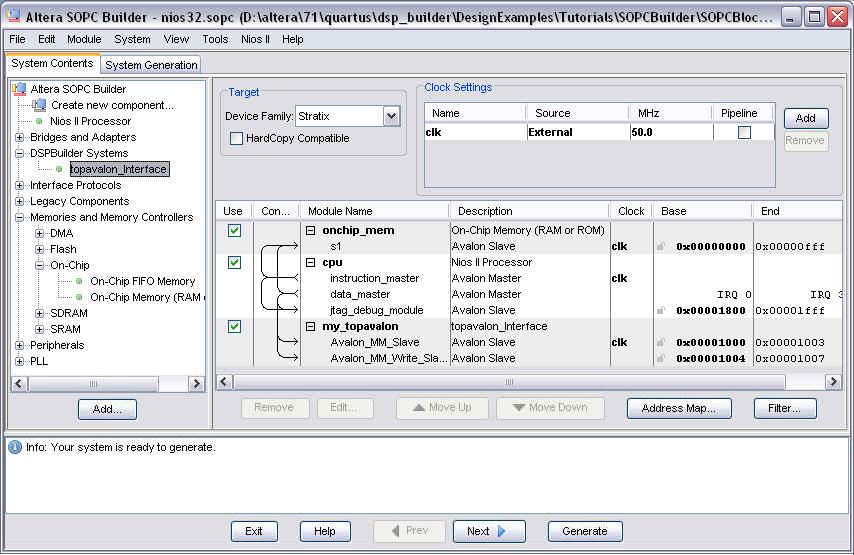 Altera SOPC Builder - nios32.sopc (D:\altera\71\quartus\dsp_builder\DesignExamples\Tutorials\SOPCBuilder\SOPCBloc...
File Edit Module System View Tools Nios II Help
System Contents System Generation
Altera SOPC Builder
Create new component...
Nios II Processor
Bridges and Adapters
DSPBuilder Systems
topavalon_Interface
Interface Protocols
Legacy Components
Memories and Memory Controllers
DMA
Flash
On-Chip
On-Chip FIFO Memory
On-Chip Memory (RAM
SDRAM
SRAM
Peripherals
PLL
Add...
Target
Device Family: Stratix
HardCopy Compatible
Clock Settings
Name Source MHz Pipeline
clk External 50.0
Add
Remove
Use Con... Module Name Description Clock Base End
onchip_mem On-Chip Memory (RAM or ROM)
s1 Avalon Slave clk 0x00000000 0x00000fff
cpu Nios II Processor
instruction_master Avalon Master clk
data_master Avalon Master IRQ 0 IRQ 3
jtag_debug_module Avalon Slave 0x00001800 0x00001fff
my_topavalon topavalon_Interface
Avalon_MM_Slave Avalon Slave clk 0x00001000 0x00001003
Avalon_MM_Write_Sla... Avalon Slave 0x00001004 0x00001007
Remove Edit... Move Up Move Down Address Map... Filter...
Info: Your system is ready to generate.
Exit Help Prev Next Generate